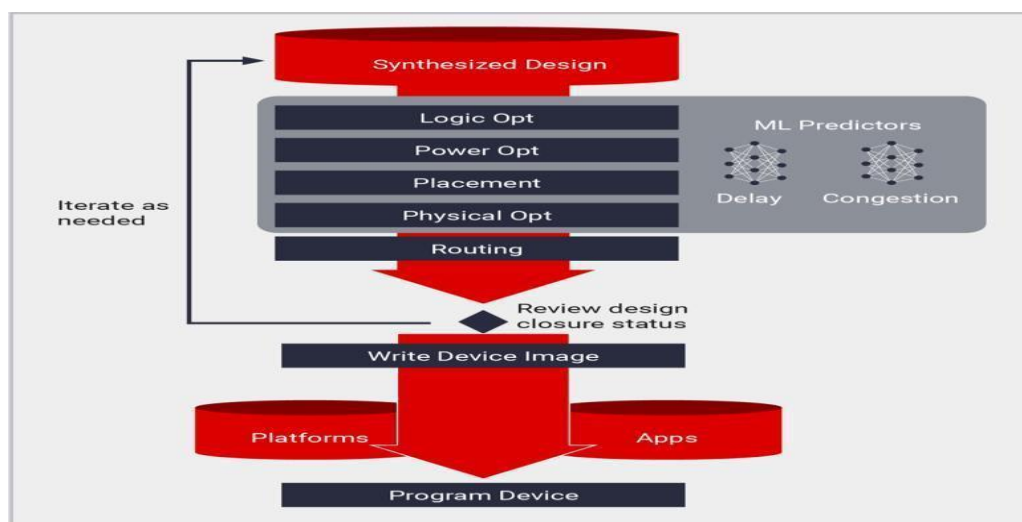 Synthesized Design
Logic Opt
ML Predictors
Power Opt
Placement
Delay
Congestion
Iterate as
needed
Physical Opt
Routing
Review design
closure status
Write Device Image
Platforms
Apps
Program Device